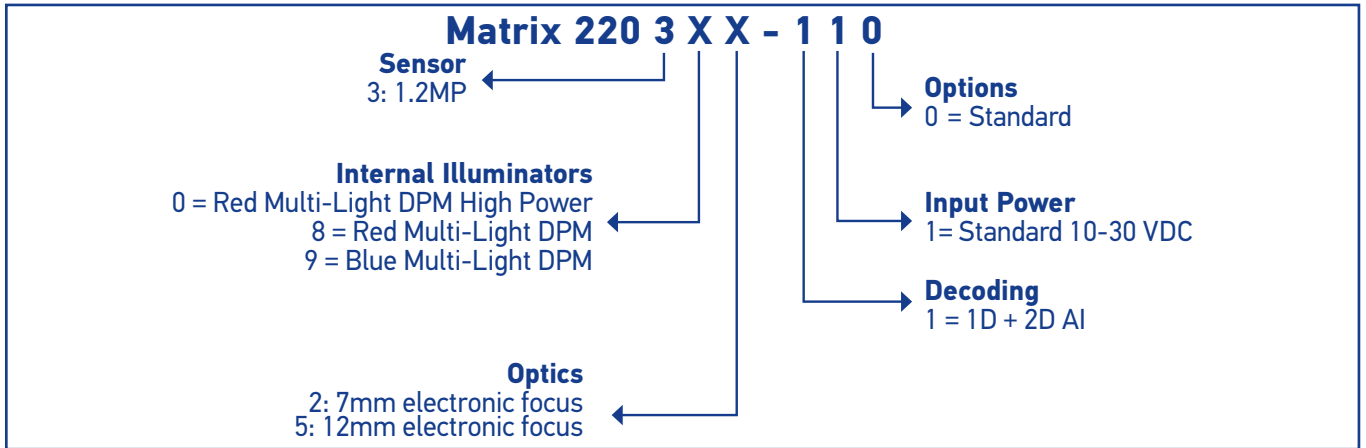 Matrix 220 3 X X - 1 1 0
Sensor
3: 1.2MP
Options
0 = Standard
Internal Illuminators
0 = Red Multi-Light DPM High Power
8 = Red Multi-Light DPM
9 = Blue Multi-Light DPM
Input Power
1= Standard 10-30 VDC
Decoding
1 = 1D + 2D AI
Optics
2: 7mm electronic focus
5: 12mm electronic focus